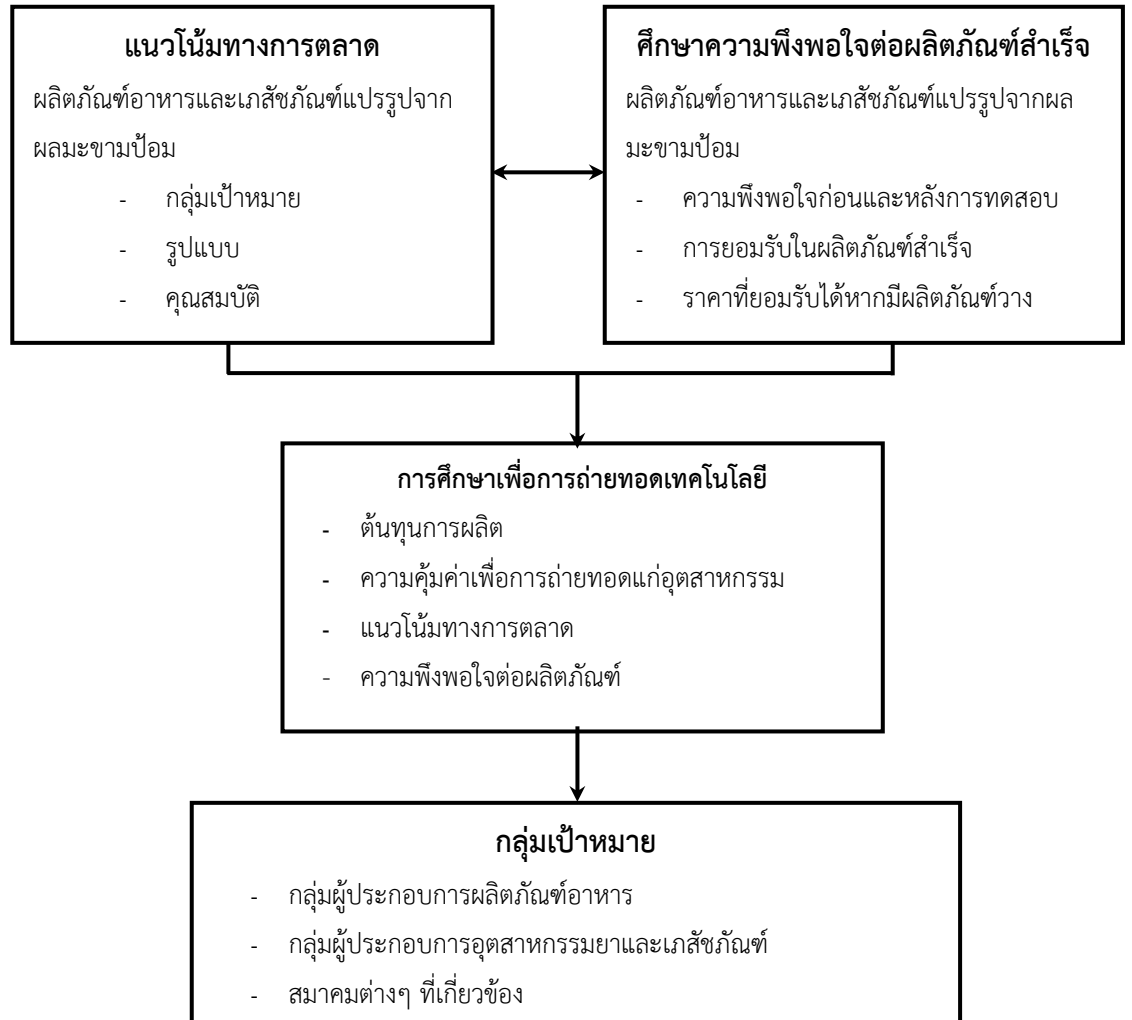 แนวโน้มทางการตลาด
ผลิตภัณฑ์อาหารและเภสัชภัณฑ์แปรรูปจาก
ผลมะขามป้อม
- กลุ่มเป้าหมาย
- รูปแบบ
- คุณสมบัติ
ศึกษาความพึงพอใจต่อผลิตภัณฑ์สำเร็จ
ผลิตภัณฑ์อาหารและเภสัชภัณฑ์แปรรูปจากผล
มะขามป้อม
- ความพึงพอใจก่อนและหลังการทดสอบ
- การยอมรับในผลิตภัณฑ์สำเร็จ
- ราคาที่ยอมรับได้หากมีผลิตภัณฑ์วาง
การศึกษาเพื่อการถ่ายทอดเทคโนโลยี
- ต้นทุนการผลิต
- ความคุ้มค่าเพื่อการถ่ายทอดแก่อุตสาหกรรม
- แนวโน้มทางการตลาด
- ความพึงพอใจต่อผลิตภัณฑ์
กลุ่มเป้าหมาย
- กลุ่มผู้ประกอบการผลิตภัณฑ์อาหาร
- กลุ่มผู้ประกอบการอุตสาหกรรมยาและเภสัชภัณฑ์
- สมาคมต่างๆ ที่เกี่ยวข้อง